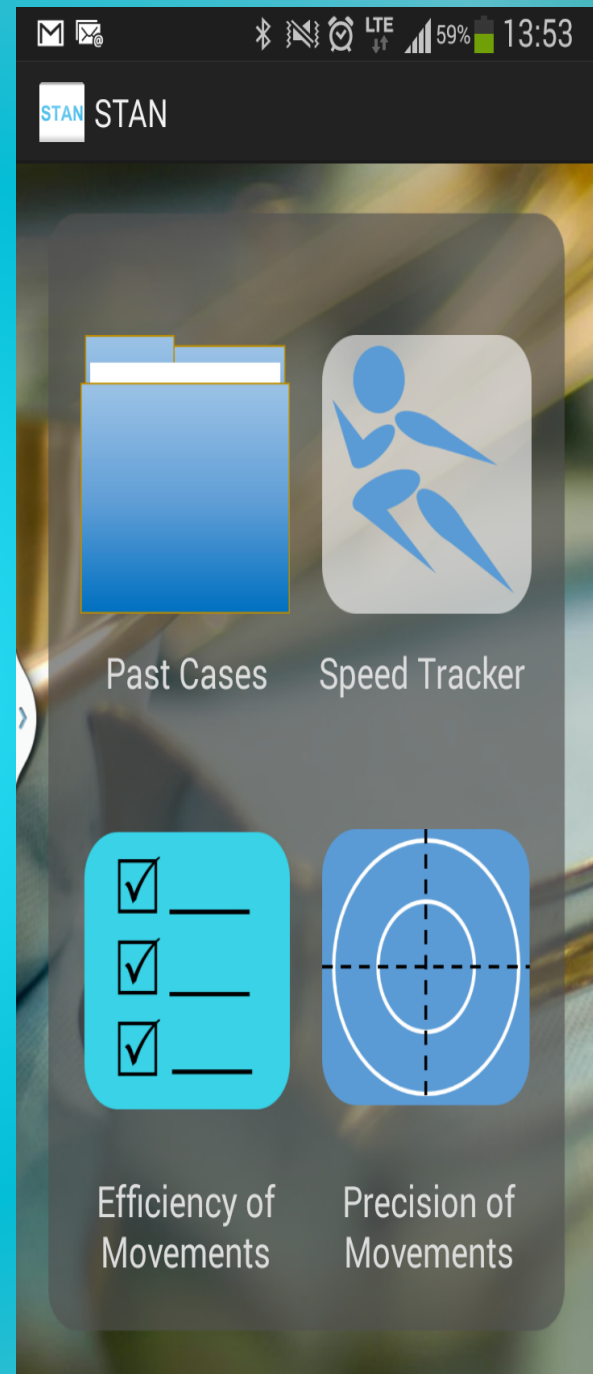 LTE 59% 13:53
STAN STAN
Past Cases Speed Tracker
Efficiency of Precision of
Movements Movements